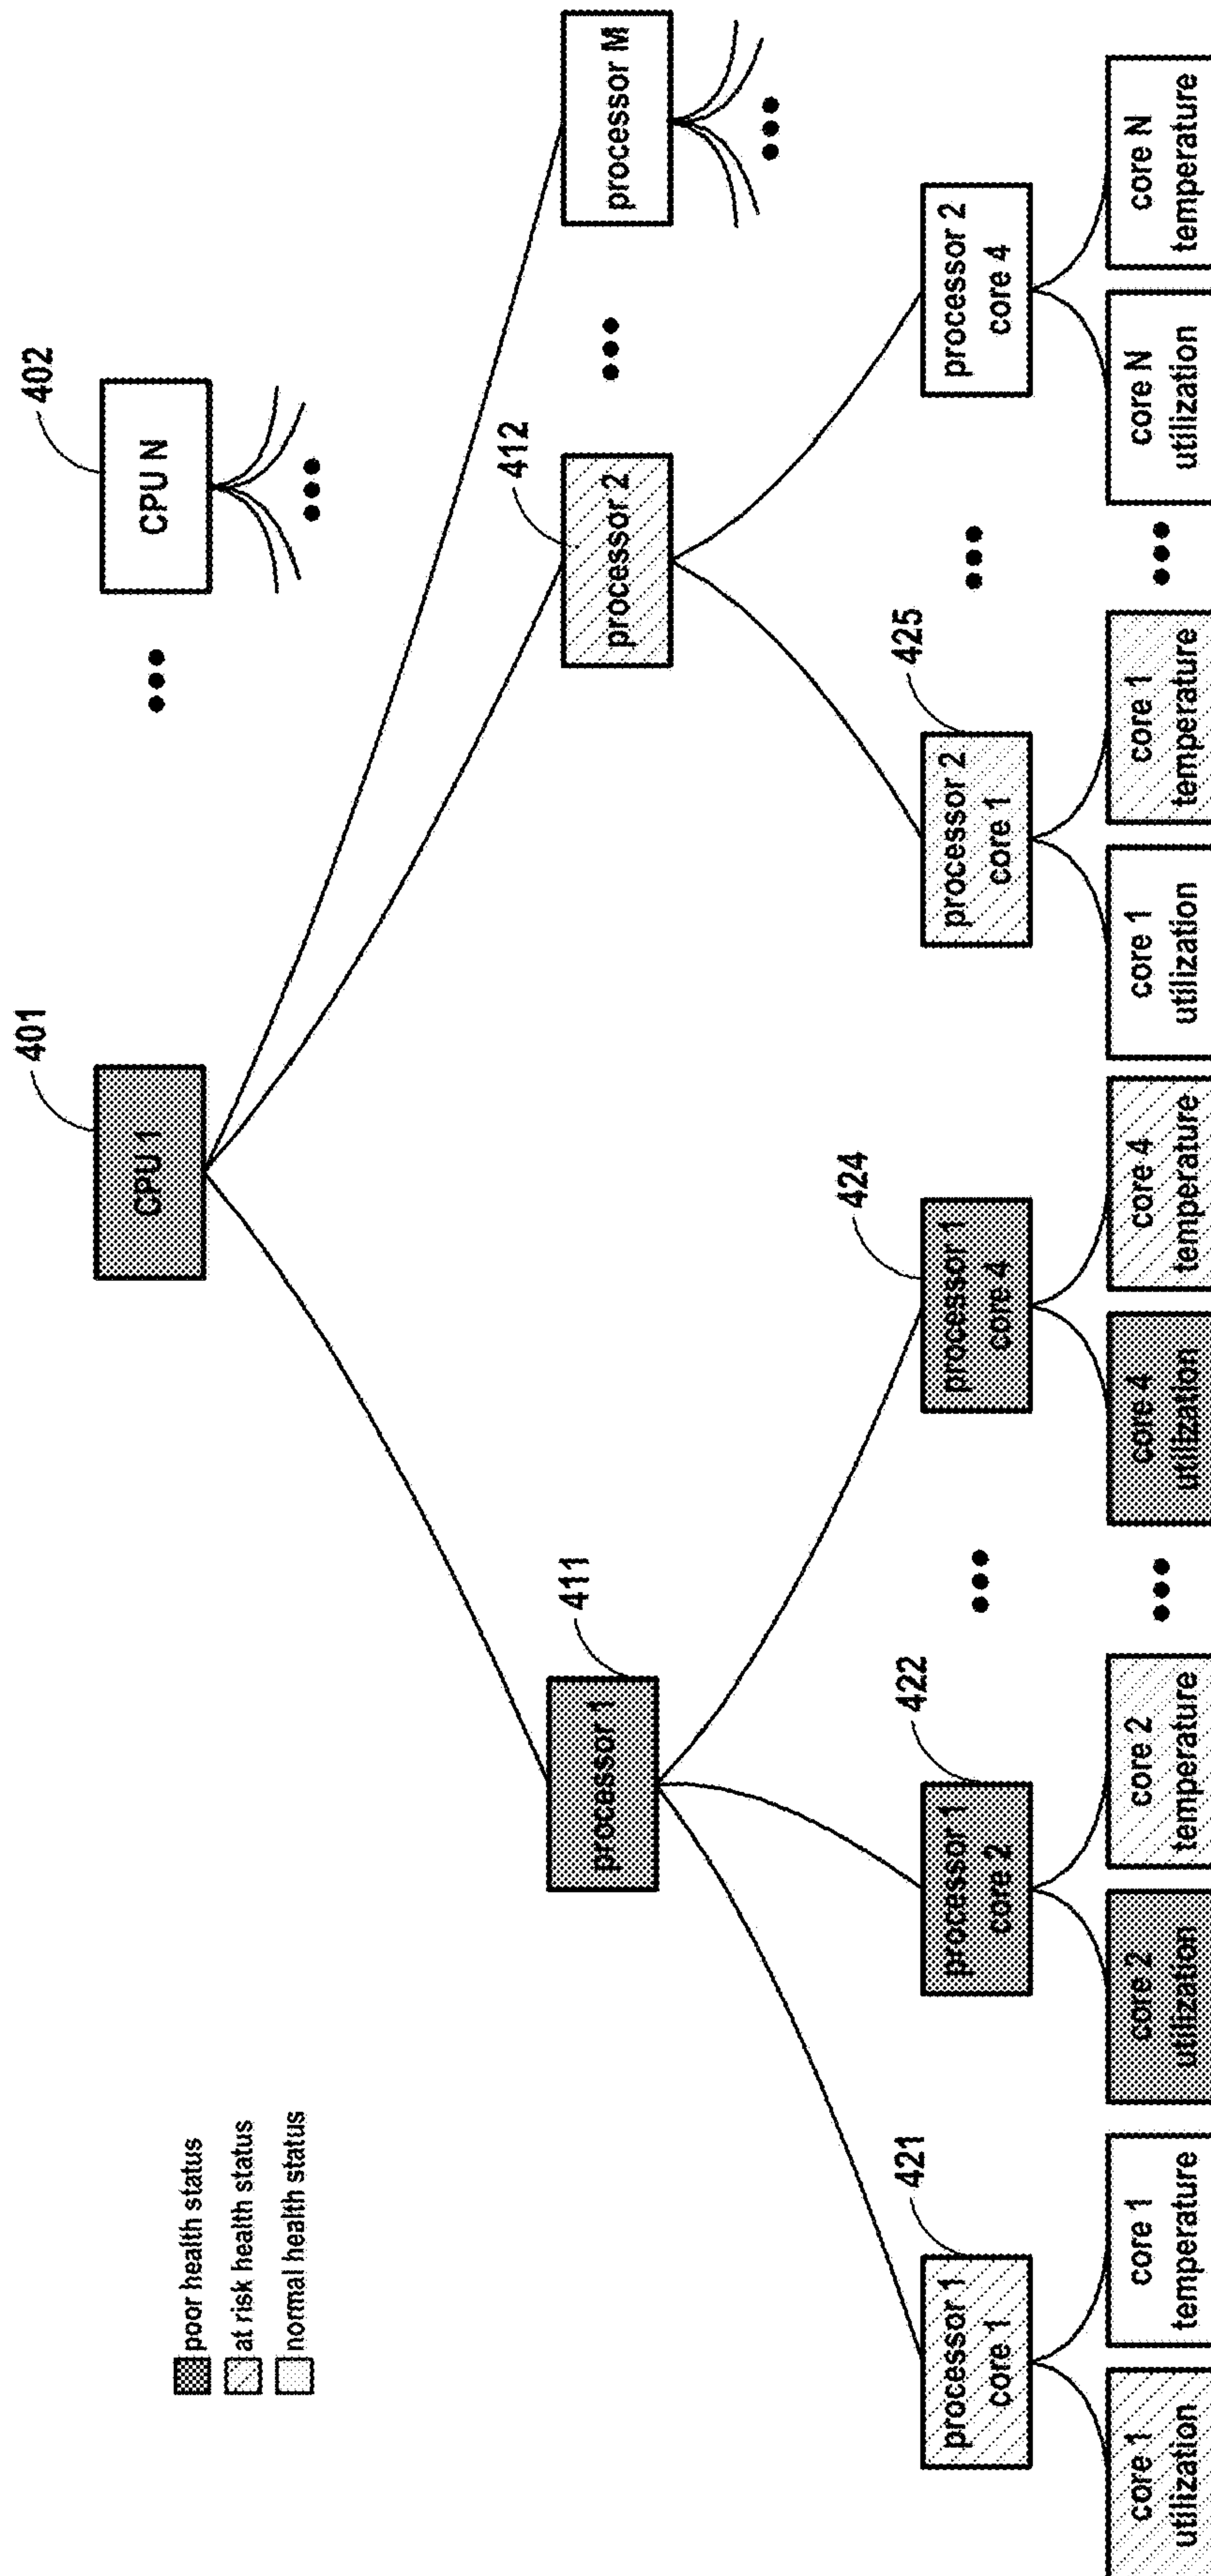 poor health status
at risk health status
normal health status
401
CPU 1
402
CPU N
411
processor 1
412
processor 2
processor M
421
processor 1
core 1
422
processor 1
core 2
424
processor 1
core 4
425
processor 2
core 1
processor 2
core 4
core 1
utilization
core 1
temperature
core 2
utilization
core 2
temperature
core 4
utilization
core 4
temperature
core 1
utilization
core 1
temperature
core N
utilization
core N
temperature